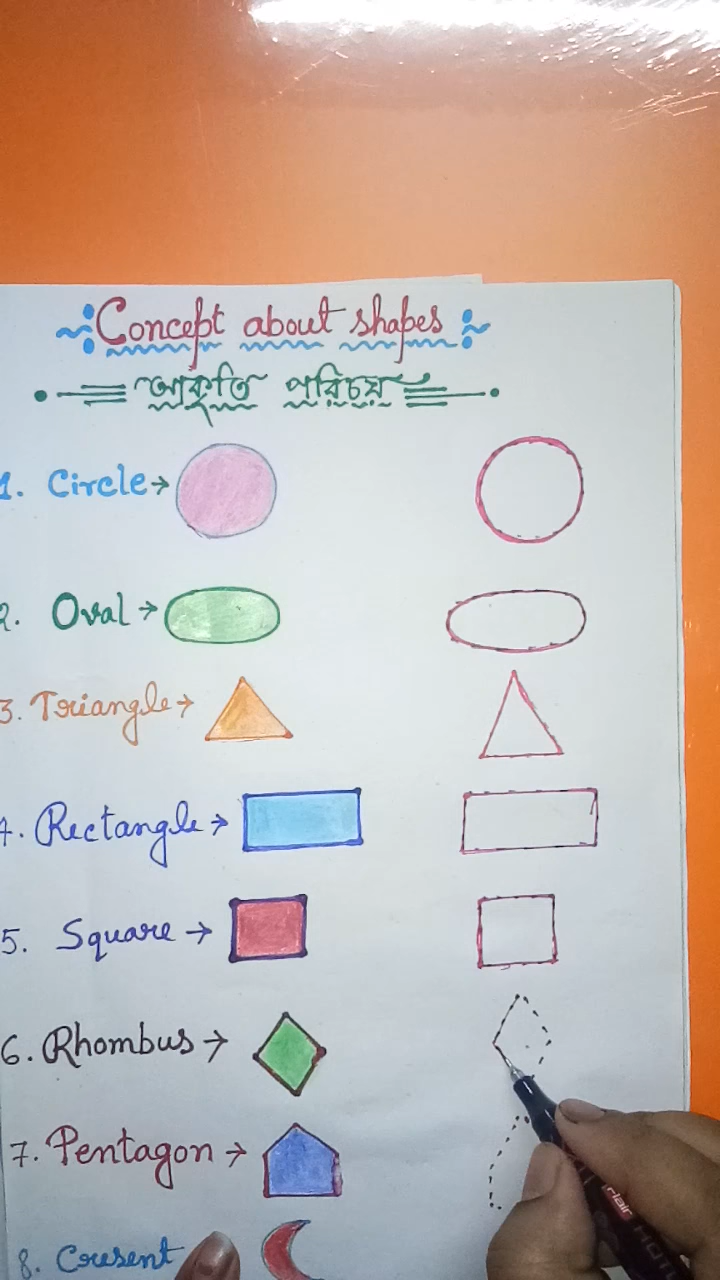 Concept about shapes
আকৃতি পরিচয়
1. Circle →
2. Oval →
3. Triangle →
4. Rectangle →
5. Square →
6. Rhombus →
7. Pentagon →
8. Cresent